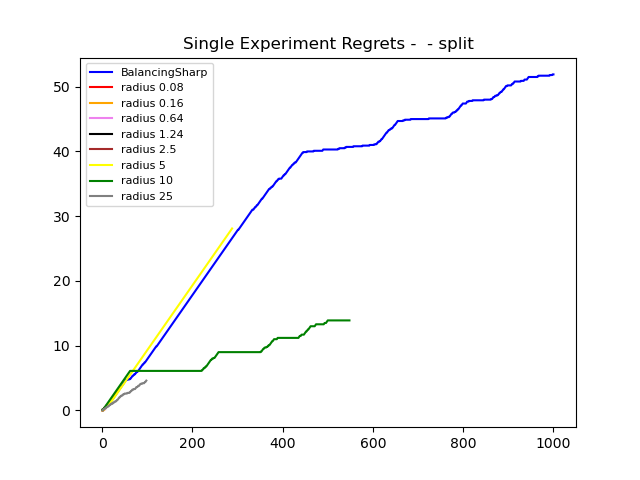 Single Experiment Regrets -  - split
BalancingSharp
radius 0.08
radius 0.16
radius 0.64
radius 1.24
radius 2.5
radius 5
radius 10
radius 25
50
40
30
20
10
0
0 200 400 600 800 1000